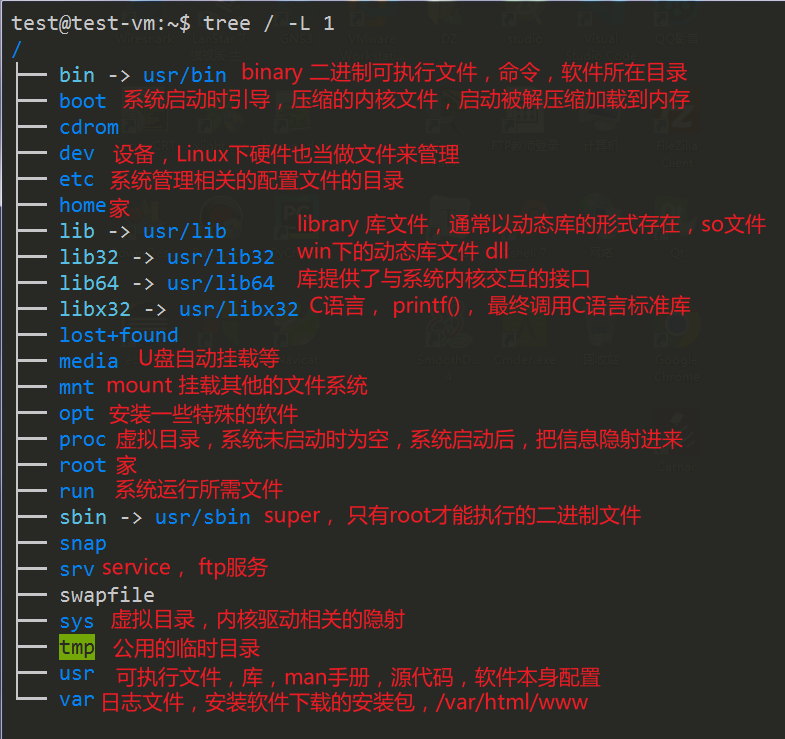 test@test-vm:~$ tree / -L 1
/
bin -> usr/bin binary 二进制可执行文件，命令，软件所在目录
boot 系统启动时引导，压缩的内核文件，启动被解压缩加载到内存
cdrom
dev 设备，Linux下硬件也当做文件来管理
etc 系统管理相关的配置文件的目录
home 家
lib -> usr/lib library 库文件，通常以动态库的形式存在，so文件
lib32 -> usr/lib32 win下的动态库文件 dll
lib64 -> usr/lib64 库提供了与系统内核交互的接口
libx32 -> usr/libx32 C语言， printf()， 最终调用C语言标准库
lost+found
media U盘自动挂载等
mnt mount 挂载其他的文件系统
opt 安装一些特殊的软件
proc 虚拟目录，系统未启动时为空，系统启动后，把信息隐射进来
root 家
run 系统运行所需文件
sbin -> usr/sbin super， 只有root才能执行的二进制文件
snap
srv service， ftp服务
swapfile
sys 虚拟目录，内核驱动相关的隐射
tmp 公用的临时目录
usr 可执行文件，库，man手册，源代码，软件本身配置
var 日志文件，安装软件下载的安装包，/var/html/www